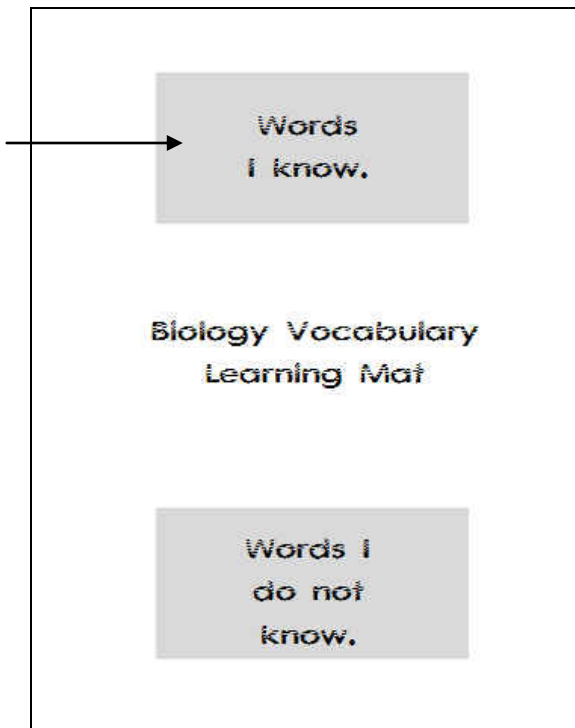 Words
I know.
Biology Vocabulary
Learning Mat
Words I
do not
know.